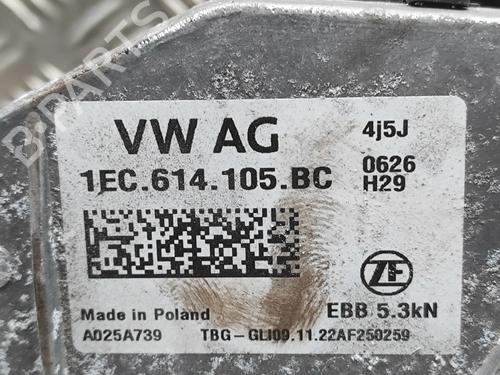 VW AG
4j5J
1EC.614.105.BC
0626
H29
ZF
Made in Poland
EBB 5.3kN
A025A739
TBG-GLI09.11.22AF250259
B-PARTS